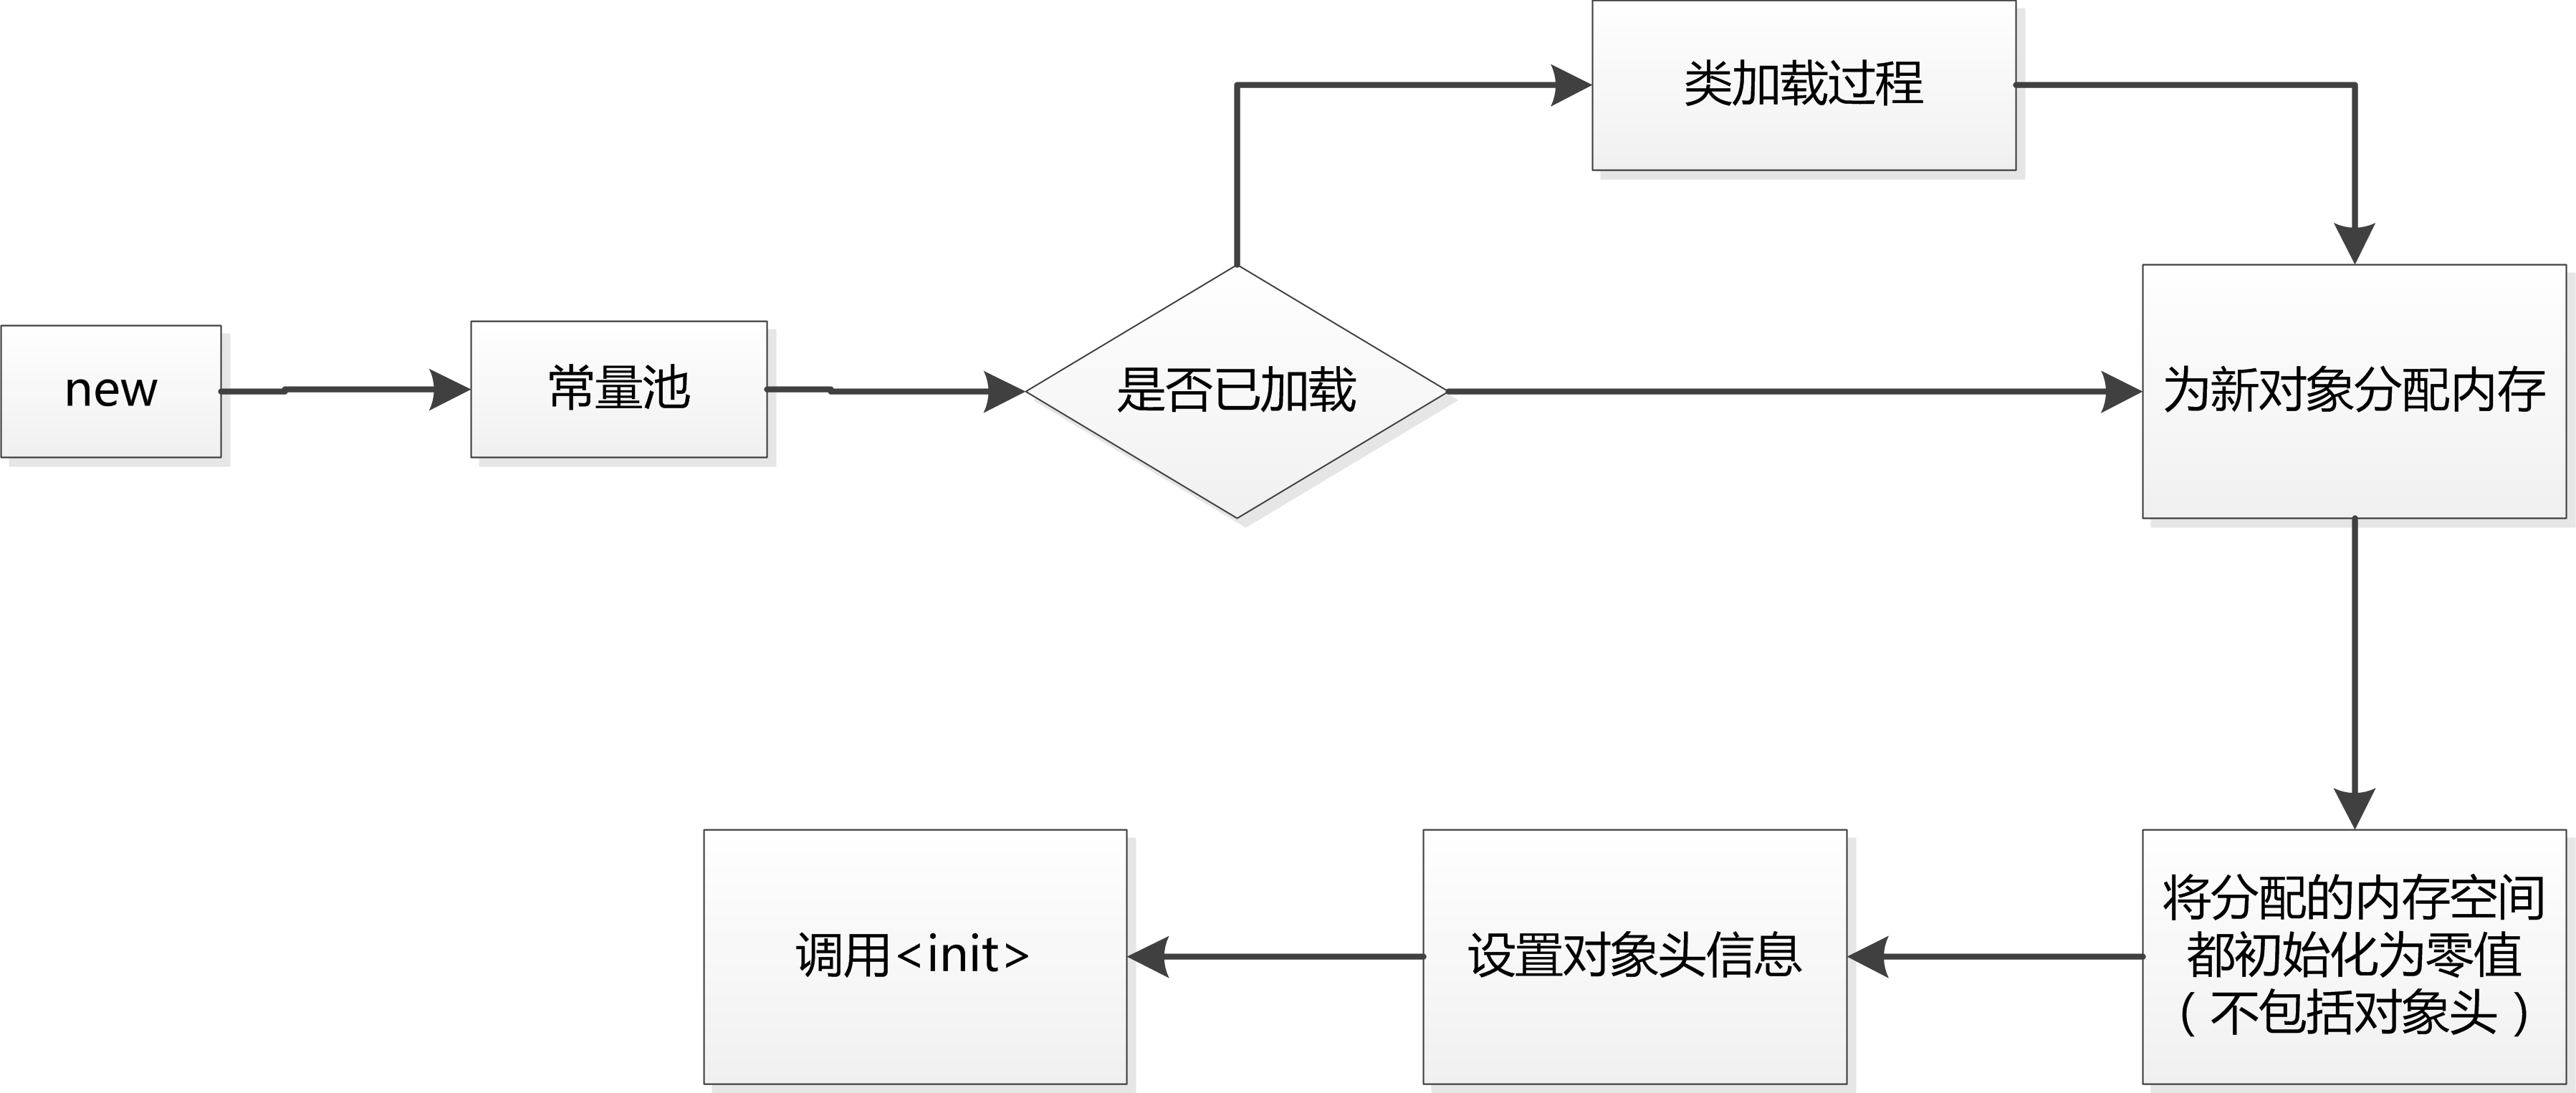 类加载过程
new
常量池
是否已加载
为新对象分配内存
将分配的内存空间
都初始化为零值
（不包括对象头）
设置对象头信息
调用<init>